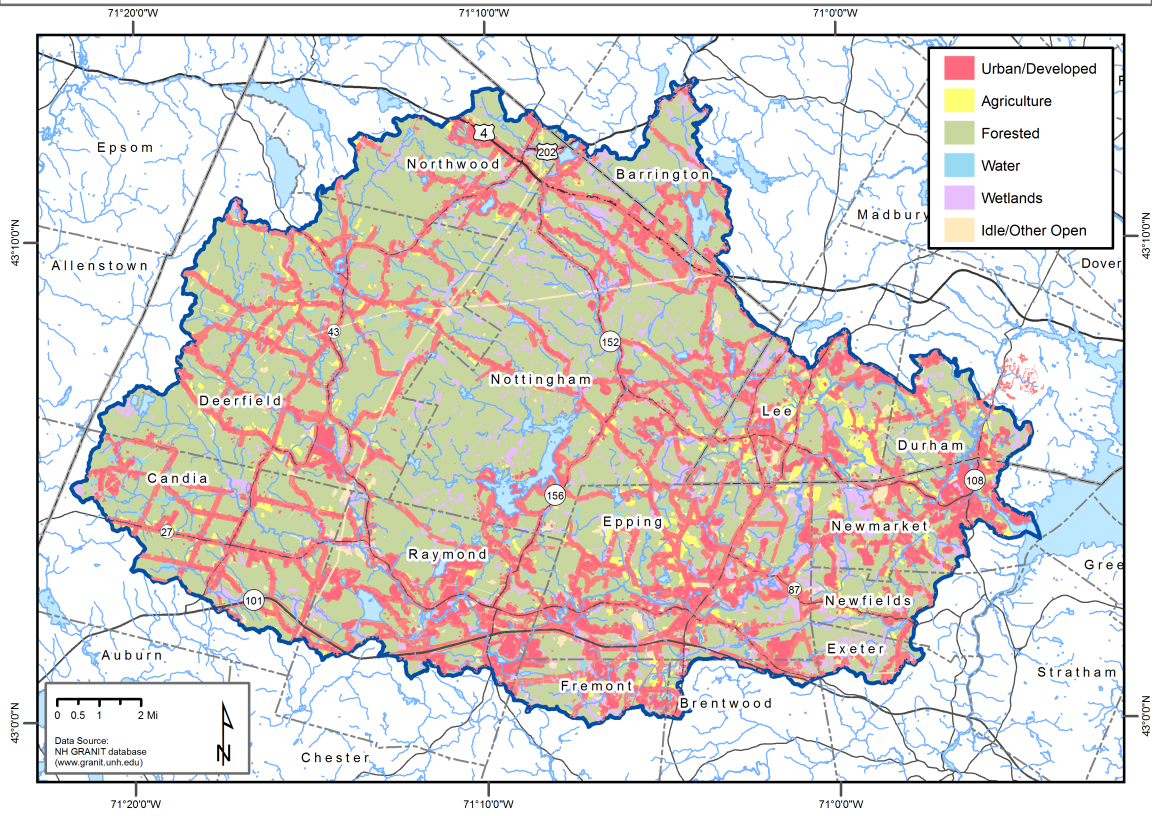 71°20'0"W 71°10'0"W 71°0'0"W
Urban/Developed
Agriculture
Forested
Water
Wetlands
Idle/Other Open
4
202
Epsom
Northwood
Barrington
Madbury
43°10'0"N
43°10'0"N
Allenstown
Dover
43
152
Nottingham
Deerfield
Lee
Durham
Candia
108
156
27
Epping
Newmarket
Raymond
Gree
87
101
Newfields
Auburn
Exeter
Stratham
Fremont
Brentwood
43°0'0"N
43°0'0"N
0 0.5 1 2 Mi
Data Source:
NH GRANIT database
(www.granit.unh.edu)
N
Chester
71°20'0"W 71°10'0"W 71°0'0"W